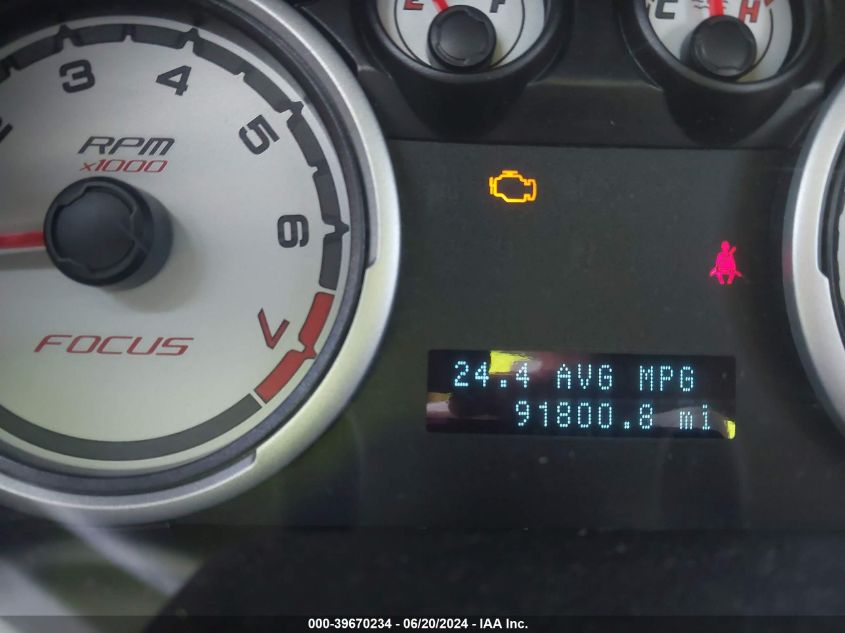 E F
C H
3 4 5 6 7
RPM
x1000
FOCUS
24.4 AVG MPG
91800.8 mi
000-39670234 - 06/20/2024 - IAA Inc.